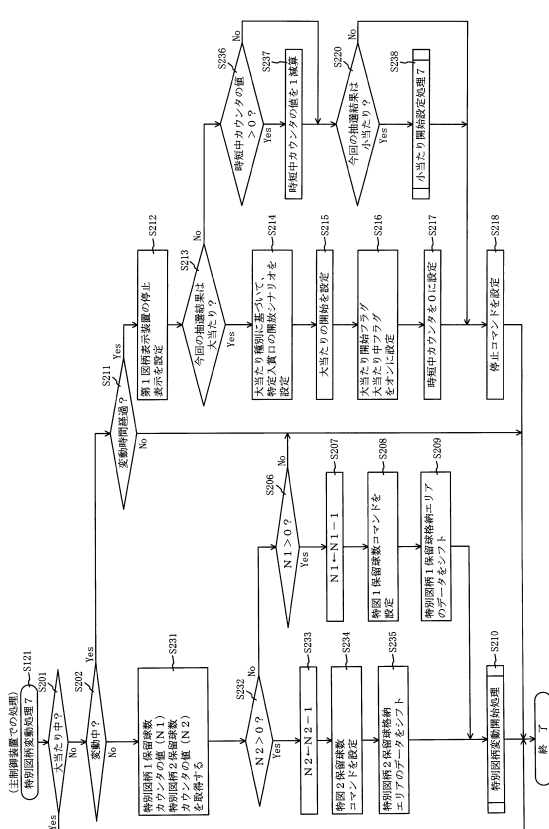 (主制御装置での処理)
特別図柄変動処理7
S121
大当たり中?
S201
Yes
No
変動中?
S202
Yes
No
特別図柄1保留球数
カウンタの値(N1)
特別図柄2保留球数
カウンタの値(N2)
を取得する
S231
N2>0?
S232
No
Yes
N2←N2-1
S233
特図2保留球数
コマンドを設定
S234
特別図柄2保留球格納
エリアのデータをシフト
S235
N1>0?
S206
No
Yes
N1←N1-1
S207
特図1保留球数コマンドを
設定
S208
特別図柄1保留球格納エリア
のデータをシフト
S209
特別図柄変動開始処理
S210
変動時間経過?
S211
Yes
No
第1図柄表示装置の停止
表示を設定
S212
今回の抽選結果は
大当たり?
S213
No
Yes
大当たり種別に基づいて、
特定入賞口の開放シナリオを
設定
S214
大当たりの開始を設定
S215
大当たり開始フラグ
大当たり中フラグ
をオンに設定
S216
時短中カウンタを0に設定
S217
停止コマンドを設定
S218
時短中カウンタの値
>0?
S236
No
Yes
時短中カウンタの値を1減算
S237
今回の抽選結果は
小当たり?
S220
No
Yes
小当たり開始設定処理7
S238
終了